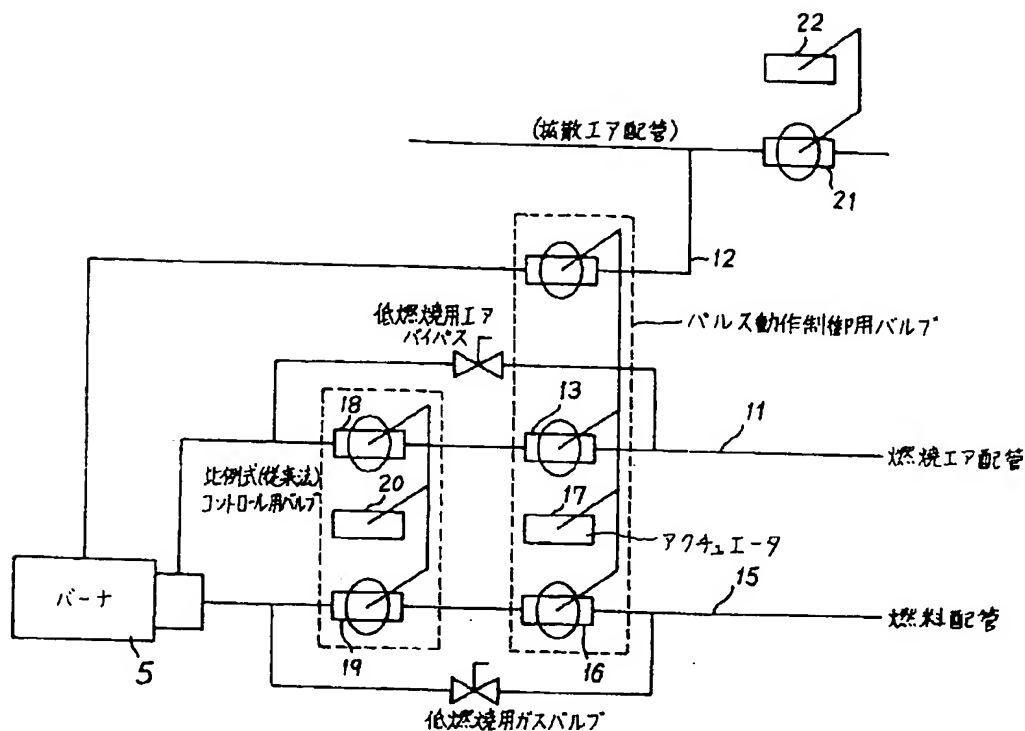 22
(拡散エア配管)
21
12
パルス動作制御用バルブ
低燃焼用エア
バイパス
18
13
11
燃焼エア配管
比例式(従来法)
コントロール用バルブ
20
17
アクチュエータ
バーナ
15
燃料配管
5
19
16
低燃焼用ガスバルブ